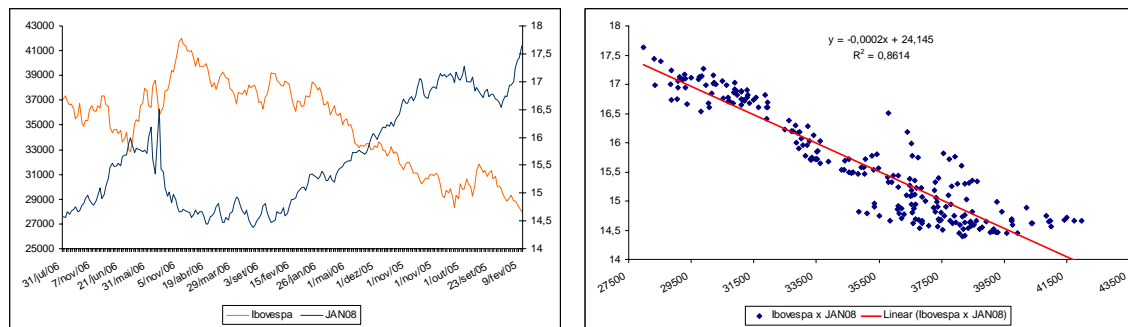 43000
41000
39000
37000
35000
33000
31000
29000
27000
25000
18
17,5
17
16,5
16
15,5
15
14,5
14
31/jul/06
7/nov/06
21/jun/06
31/mai/06
5/nov/06
19/abr/06
29/mar/06
3/set/06
15/fev/06
26/jan/06
1/mai/06
1/dez/05
1/nov/05
1/nov/05
1/out/05
23/set/05
9/fev/05
Ibovespa
JAN08
y = -0,0002x + 24,145
R² = 0,8614
18
17,5
17
16,5
16
15,5
15
14,5
14
27500
29500
31500
33500
35500
37500
39500
41500
43500
Ibovespa x JAN08
Linear (Ibovespa x JAN08)